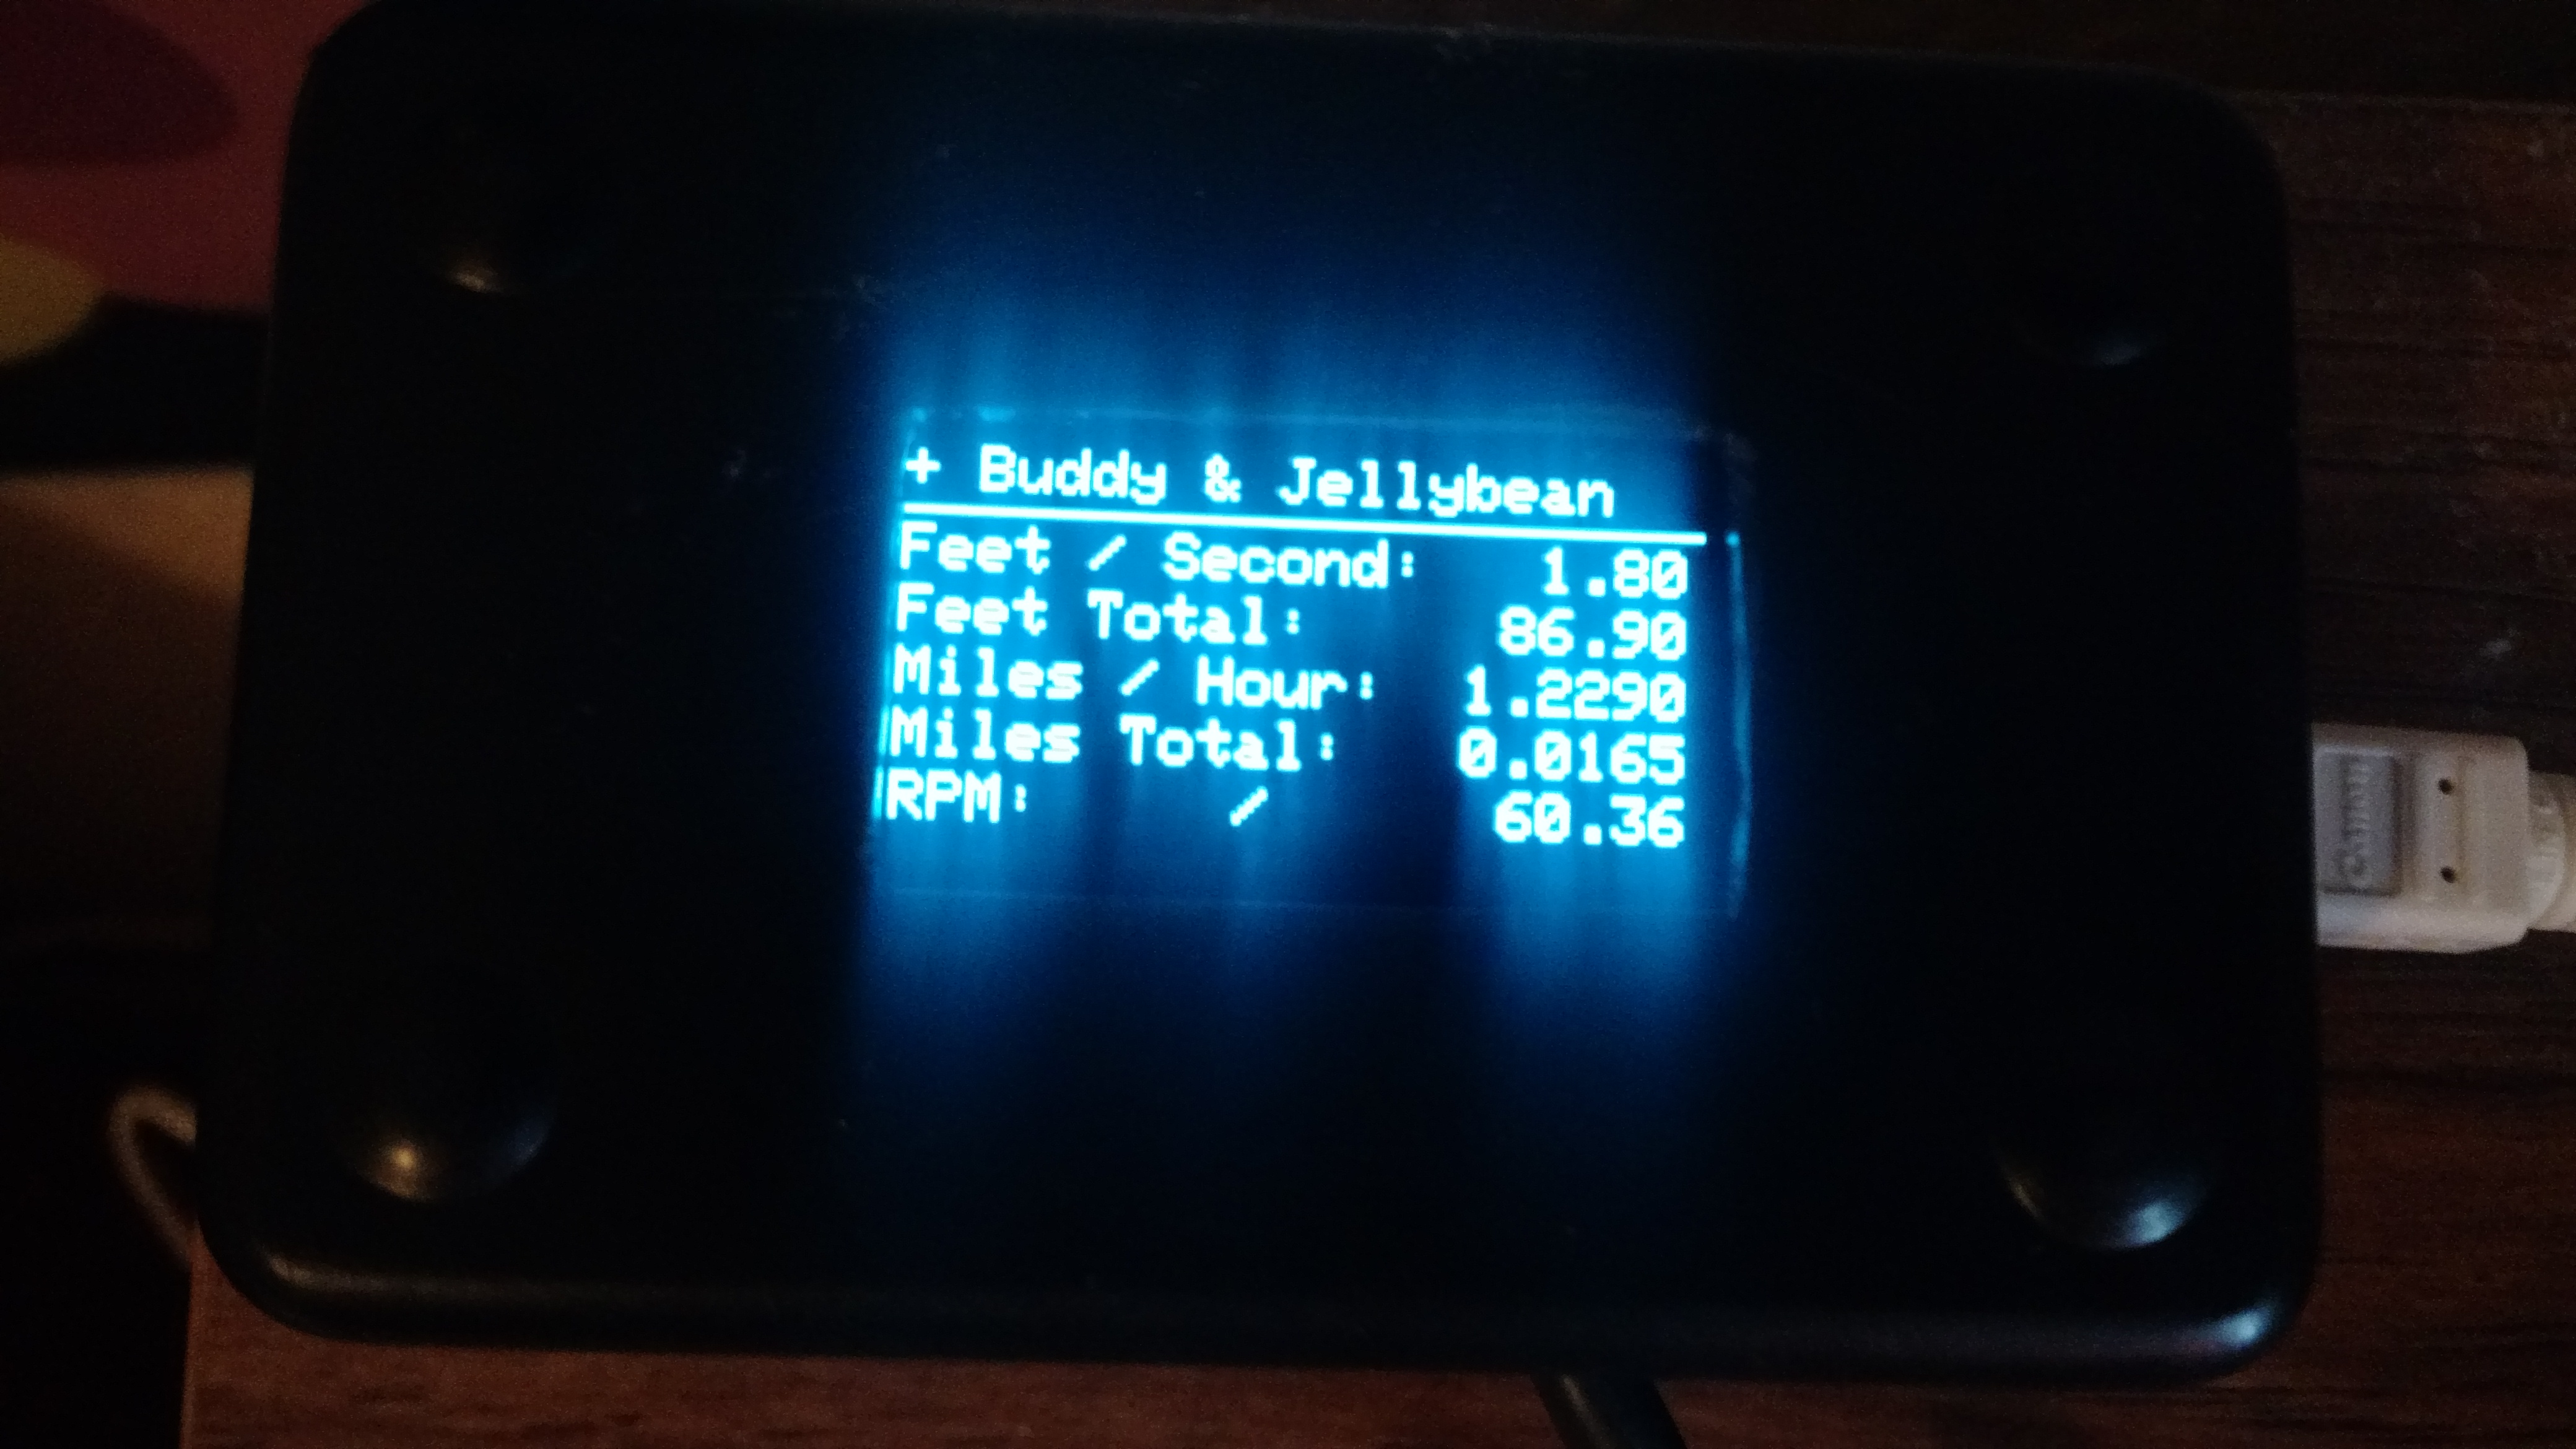 + Buddy & Jellybean
Feet / Second: 1.80
Feet Total: 86.90
Miles / Hour: 1.2290
Miles Total: 0.0165
RPM: / 60.36
Canon